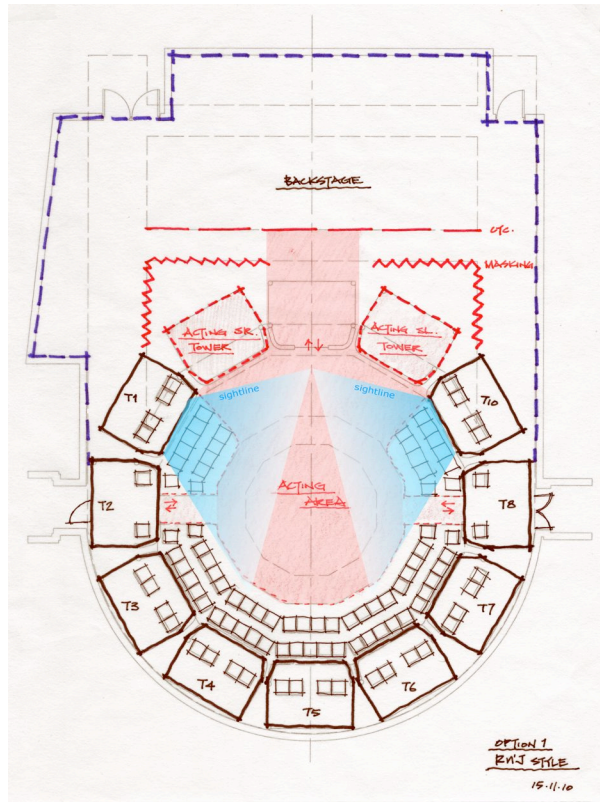 BACKSTAGE
CYC.
MASKING
ACTING SR.
TOWER
ACTING SL.
TOWER
sightline
sightline
T1
T10
T2
ACTING
AREA
T8
T3
T7
T4
T5
T6
OPTION 1
R'N'J STYLE
15.11.10